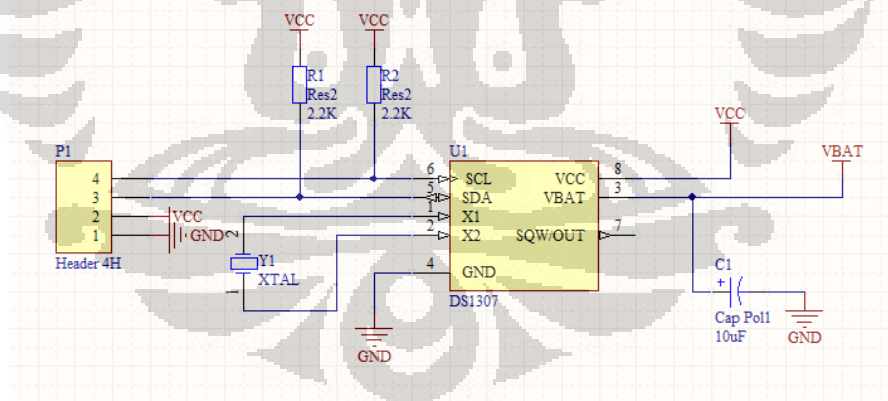 VCC
VCC
R1
Res2
2.2K
R2
Res2
2.2K
VCC
P1
4
3
2
1
VCC
GND
Header 4H
U1
6
SCL
5
SDA
1
X1
2
X2
4
GND
VCC
8
VBAT
3
SQW/OUT
7
DS1307
VBAT
2
Y1
XTAL
1
GND
C1
+
Cap Pol1
10uF
GND